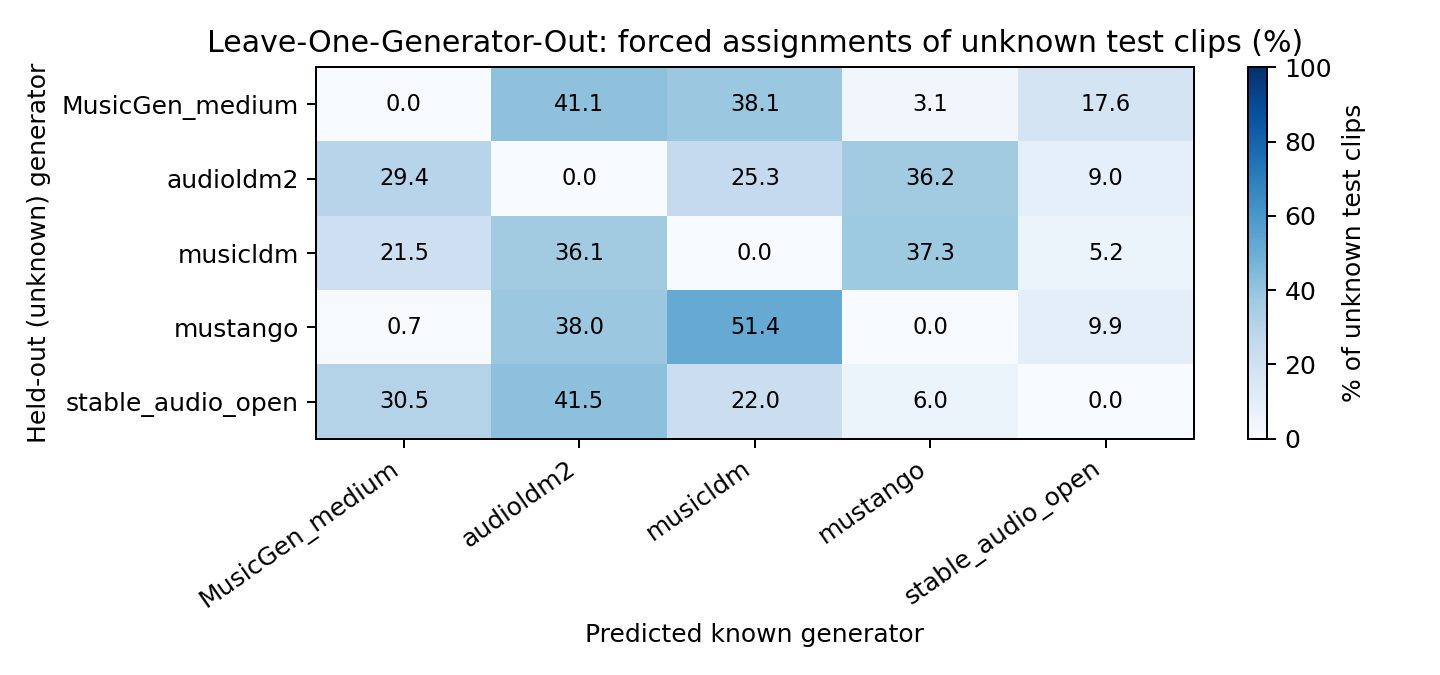 Leave-One-Generator-Out: forced assignments of unknown test clips (%)
Held-out (unknown) generator
MusicGen_medium 0.0 41.1 38.1 3.1 17.6
audioldm2 29.4 0.0 25.3 36.2 9.0
musicldm 21.5 36.1 0.0 37.3 5.2
mustango 0.7 38.0 51.4 0.0 9.9
stable_audio_open 30.5 41.5 22.0 6.0 0.0
MusicGen_medium audioldm2 musicldm mustango stable_audio_open
Predicted known generator
100
80
60
40
20
0
% of unknown test clips